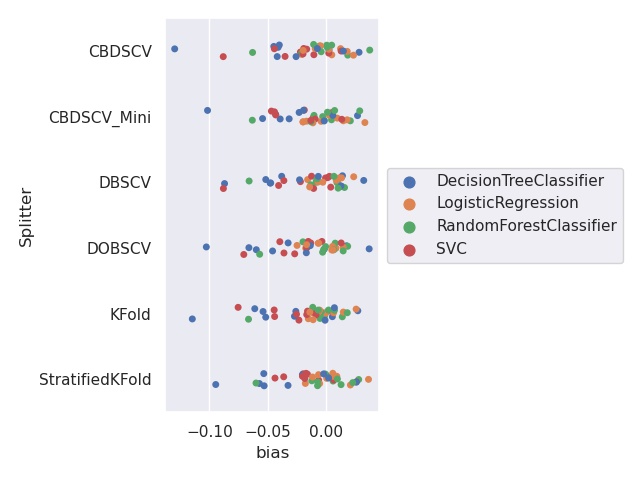 CBDSCV
CBDSCV_Mini
DBSCV
DOBSCV
KFold
StratifiedKFold
Splitter
−0.10
−0.05
0.00
bias
DecisionTreeClassifier
LogisticRegression
RandomForestClassifier
SVC